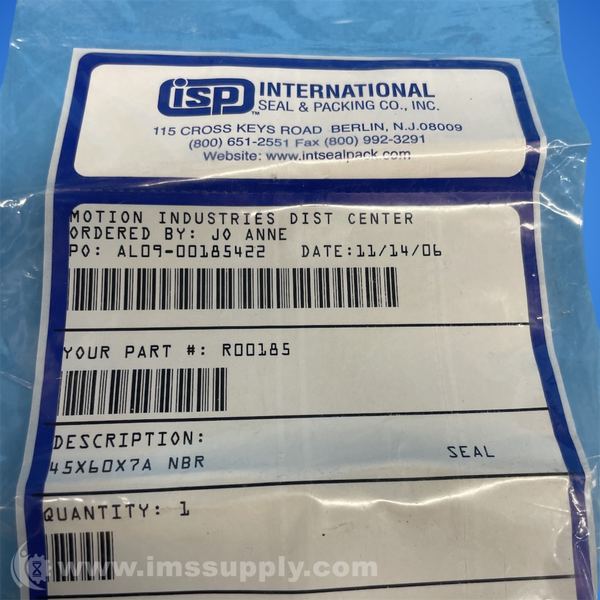 isp™ INTERNATIONAL
SEAL & PACKING CO., INC.
115 CROSS KEYS ROAD BERLIN, N.J.08009
(800) 651-2551 Fax (800) 992-3291
Website: www.intsealpack.com
MOTION INDUSTRIES DIST CENTER
ORDERED BY: JO ANNE
PO: AL09-00185422 DATE:11/14/06
YOUR PART #: R00185
DESCRIPTION:
45X60X7A NBR SEAL
QUANTITY: 1
www.imssupply.com